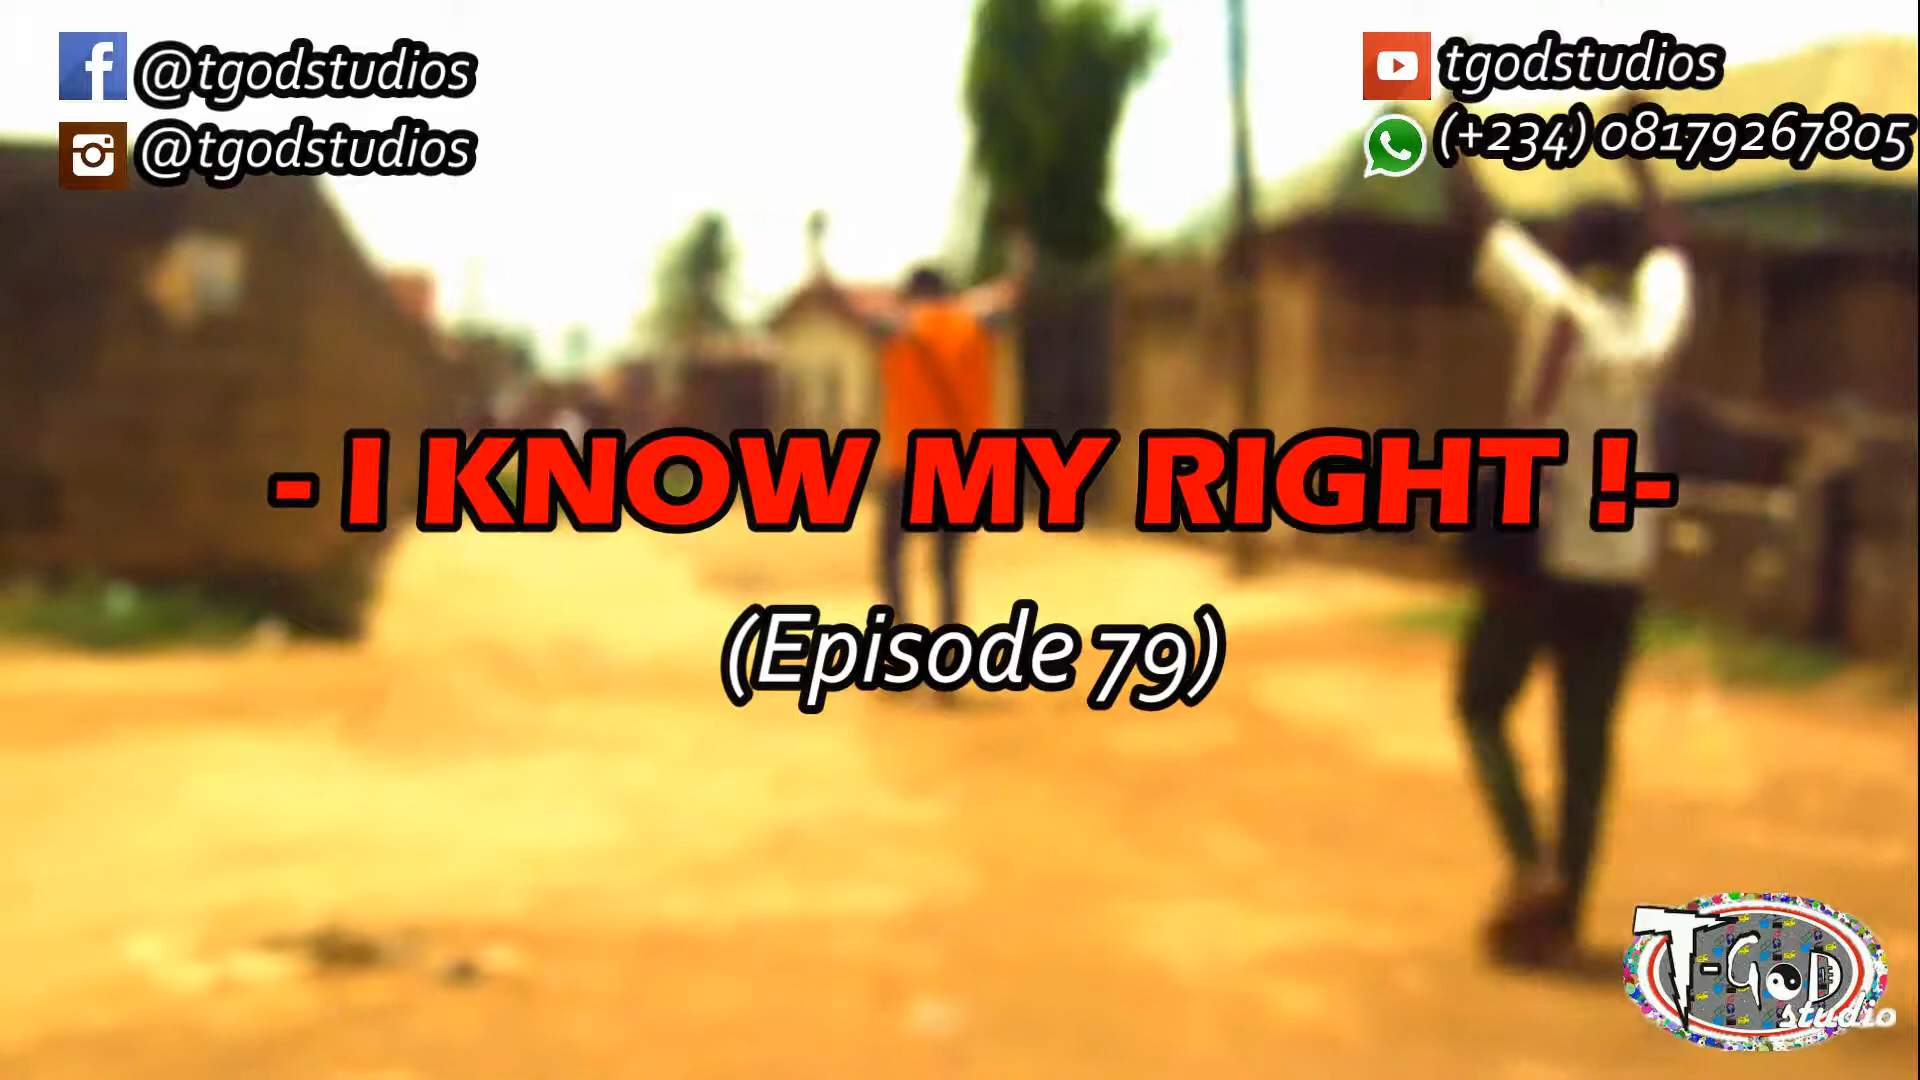 @tgodstudios
@tgodstudios
tgodstudios
(+234) 08179267805
- I KNOW MY RIGHT !-
(Episode 79)
T-GOD
studio